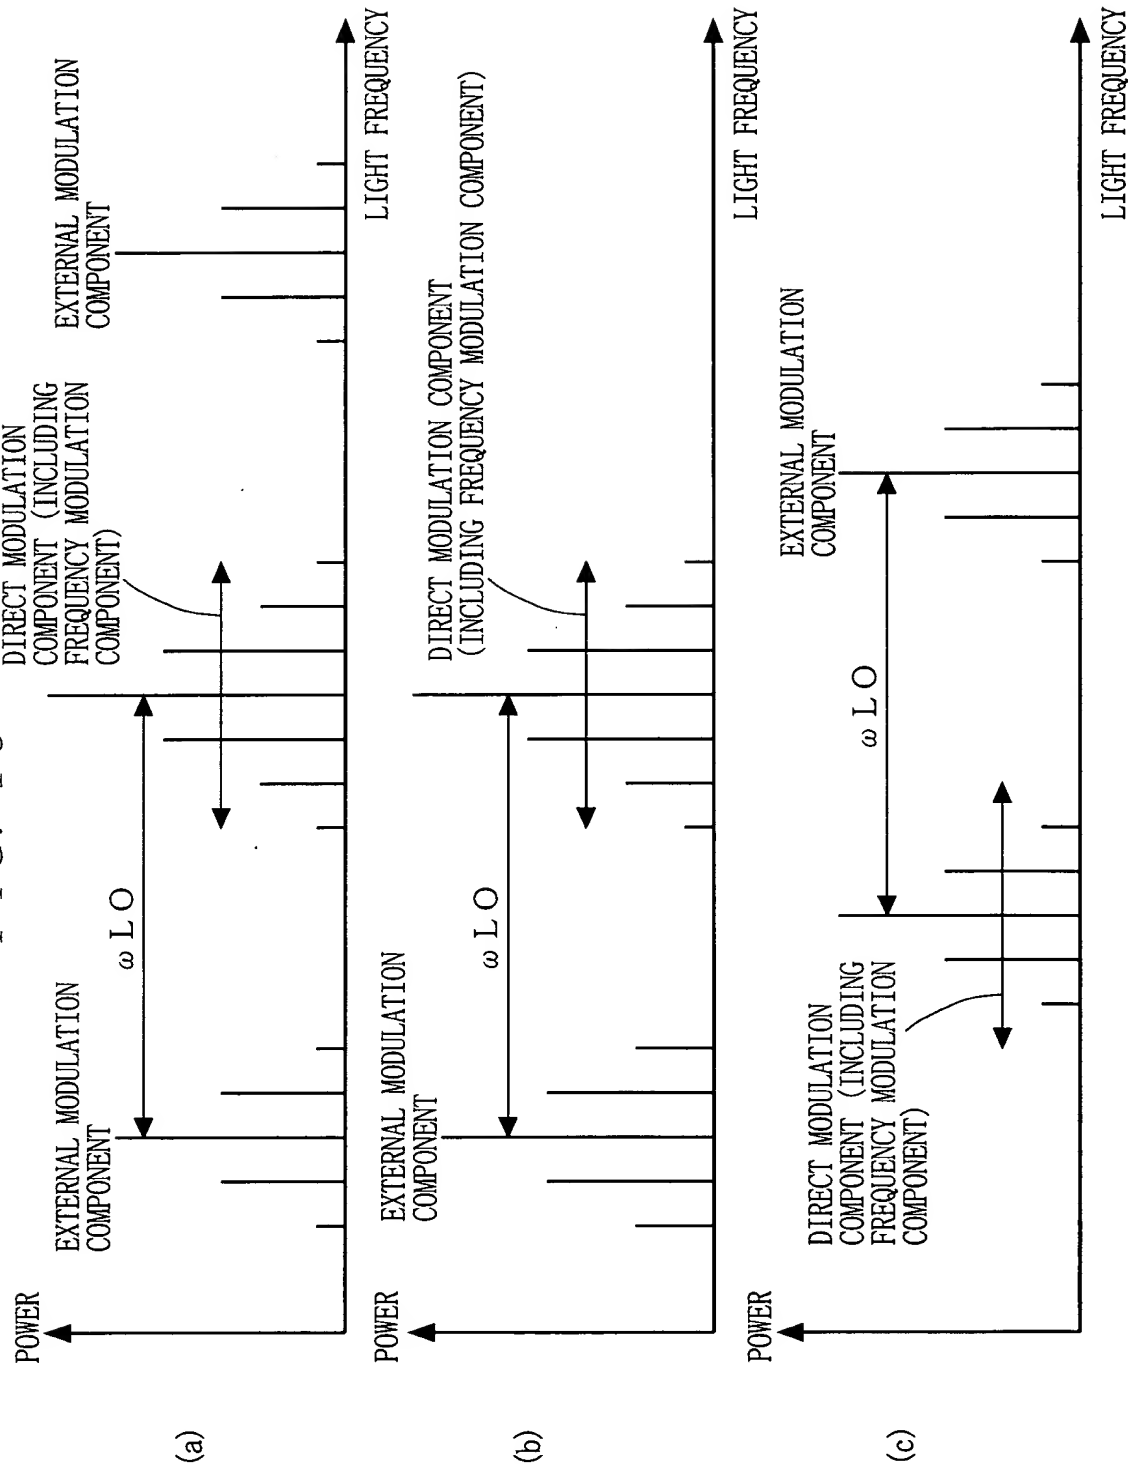 (a)
POWER
EXTERNAL MODULATION
COMPONENT
ωLO
DIRECT MODULATION
COMPONENT (INCLUDING
FREQUENCY MODULATION
COMPONENT)
EXTERNAL MODULATION
COMPONENT
LIGHT FREQUENCY
(b)
POWER
EXTERNAL MODULATION
COMPONENT
ωLO
DIRECT MODULATION COMPONENT
(INCLUDING FREQUENCY MODULATION COMPONENT)
LIGHT FREQUENCY
(c)
POWER
DIRECT MODULATION
COMPONENT (INCLUDING
FREQUENCY MODULATION
COMPONENT)
ωLO
EXTERNAL MODULATION
COMPONENT
LIGHT FREQUENCY